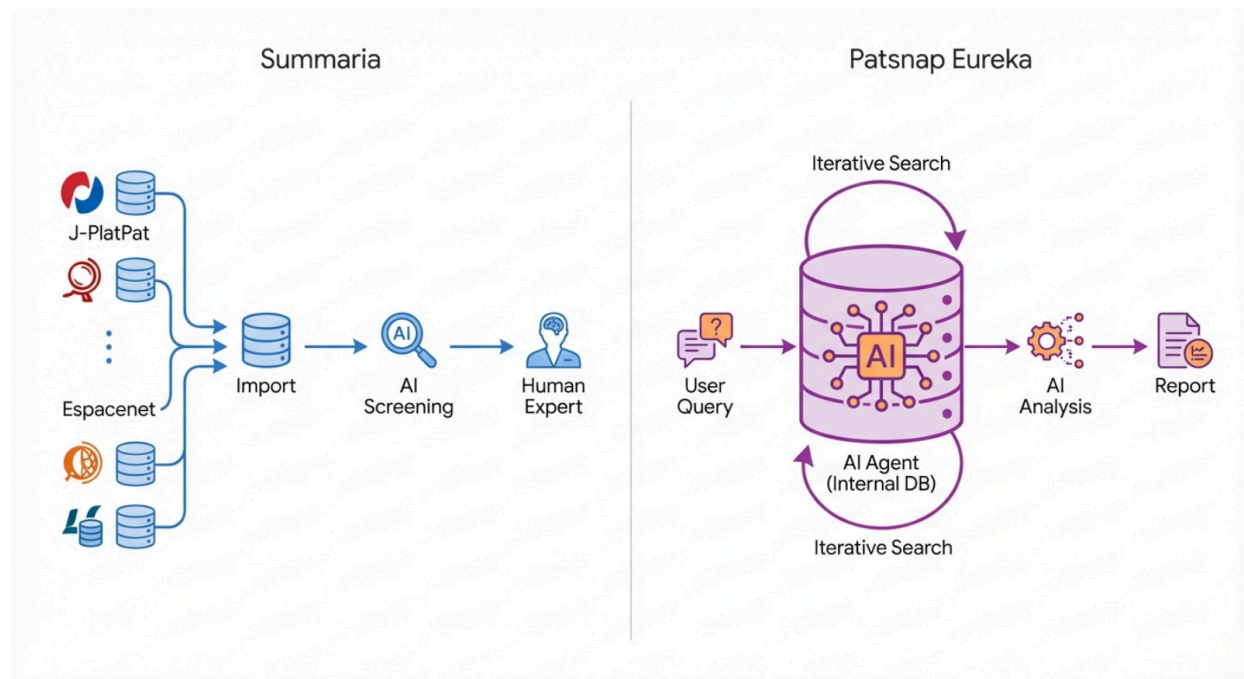 Summaria
J-PlatPat
Espacenet
Import
AI
AI
Screening
Human
Expert
Patsnap Eureka
Iterative Search
?
User
Query
AI
AI Agent
(Internal DB)
Iterative Search
AI
Analysis
Report